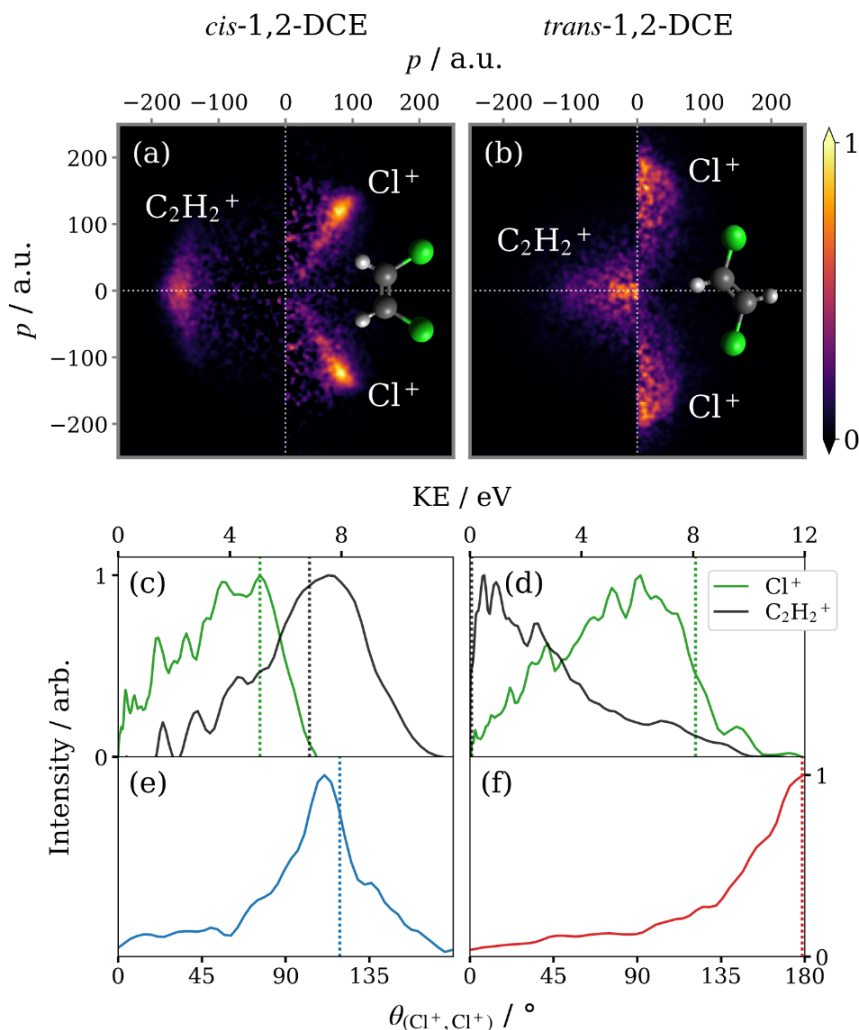 cis-1,2-DCE trans-1,2-DCE
p / a.u. p / a.u.
−200 −100 0 100 200 −200 −100 0 100 200
(a) (b)
200
100
0
−100
−200
p / a.u.
C₂H₂⁺ Cl⁺ Cl⁺
C₂H₂⁺ Cl⁺ Cl⁺
1
0
KE / eV
0 4 8 0 4 8 12
(c) (d)
Cl⁺
C₂H₂⁺
1
1
Intensity / arb.
(e) (f)
1
0
0 45 90 135 0 45 90 135 180
θ(Cl⁺,Cl⁺) / °